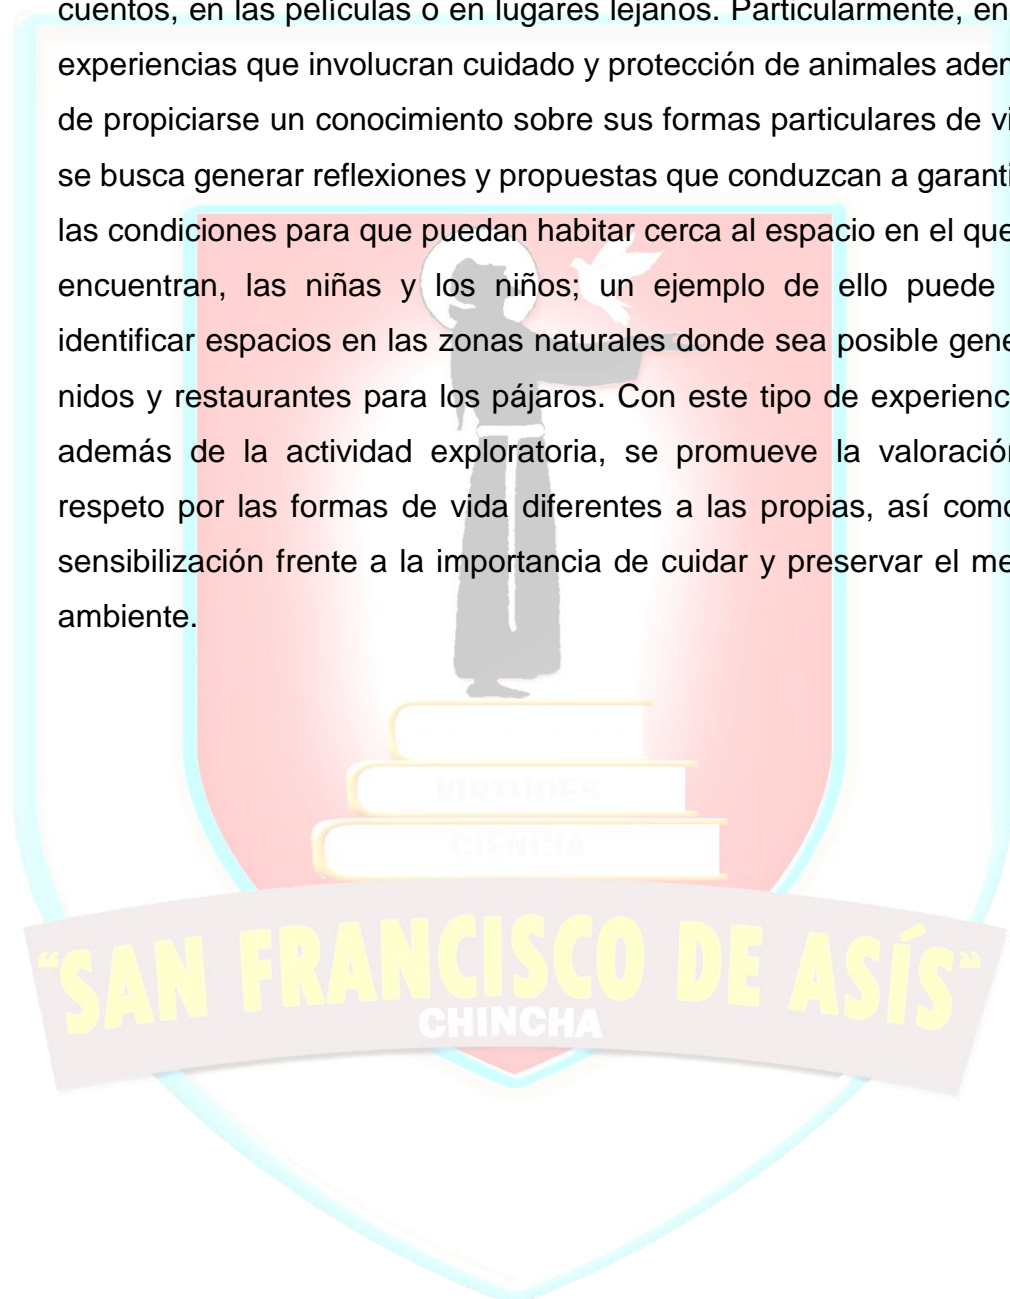 cuentos, en las películas o en lugares lejanos. Particularmente, en
experiencias que involucran cuidado y protección de animales ader
de propiciarse un conocimiento sobre sus formas particulares de vi
se busca generar reflexiones y propuestas que conduzcan a garanti
las condiciones para que puedan habitar cerca al espacio en el que
encuentran, las niñas y los niños; un ejemplo de ello puede
identificar espacios en las zonas naturales donde sea posible gene
nidos y restaurantes para los pájaros. Con este tipo de experienc
además de la actividad exploratoria, se promueve la valoración
respeto por las formas de vida diferentes a las propias, así como
sensibilización frente a la importancia de cuidar y preservar el me
ambiente.
VIRTUDES
CIENCIA
"SAN FRANCISCO DE ASÍS"
CHINCHA